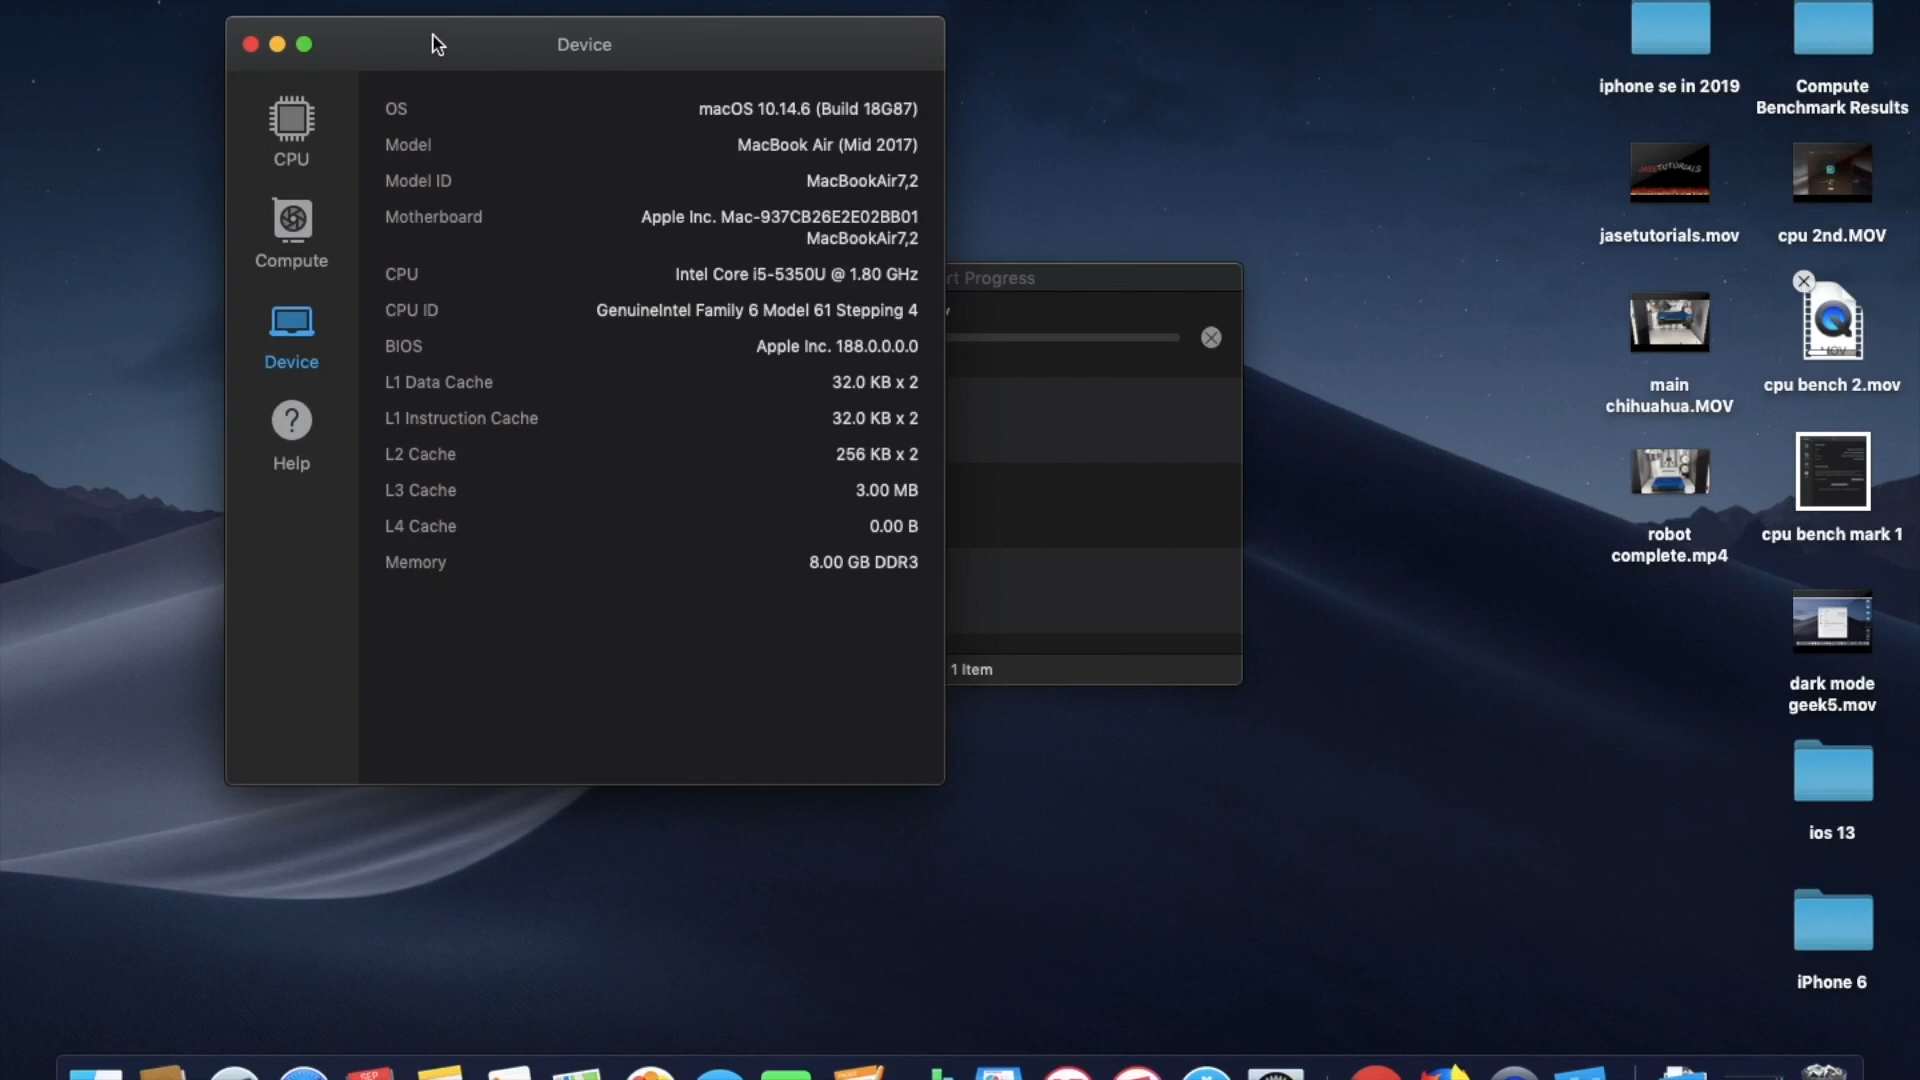 Device
CPU
Compute
Device
Help
OS macOS 10.14.6 (Build 18G87)
Model MacBook Air (Mid 2017)
Model ID MacBookAir7,2
Motherboard Apple Inc. Mac-937CB26E2E02BB01
MacBookAir7,2
CPU Intel Core i5-5350U @ 1.80 GHz
CPU ID GenuineIntel Family 6 Model 61 Stepping 4
BIOS Apple Inc. 188.0.0.0.0
L1 Data Cache 32.0 KB x 2
L1 Instruction Cache 32.0 KB x 2
L2 Cache 256 KB x 2
L3 Cache 3.00 MB
L4 Cache 0.00 B
Memory 8.00 GB DDR3
rt Progress
1 Item
iphone se in 2019
Compute
Benchmark Results
JASETUTORIALS
jasetutorials.mov
cpu 2nd.MOV
main
chihuahua.MOV
MOV
cpu bench 2.mov
robot
complete.mp4
cpu bench mark 1
dark mode
geek5.mov
ios 13
iPhone 6
SEP